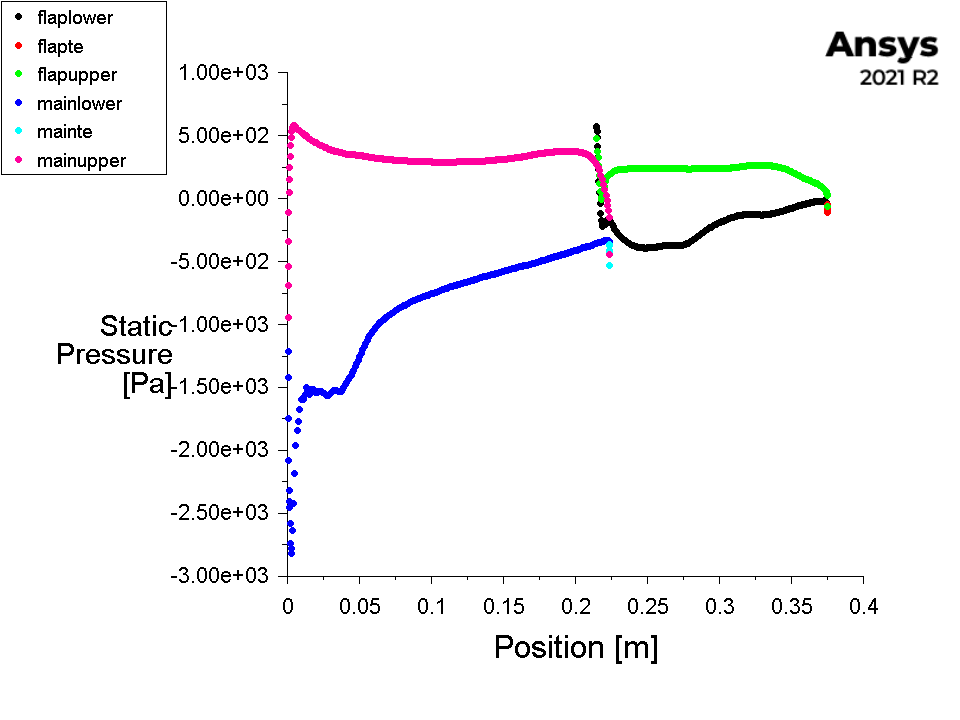 flaplower
flapte
flapupper
mainlower
mainte
mainupper
Ansys
2021 R2
1.00e+03
5.00e+02
0.00e+00
-5.00e+02
-1.00e+03
-1.50e+03
-2.00e+03
-2.50e+03
-3.00e+03
Static
Pressure
[Pa]
0 0.05 0.1 0.15 0.2 0.25 0.3 0.35 0.4
Position [m]